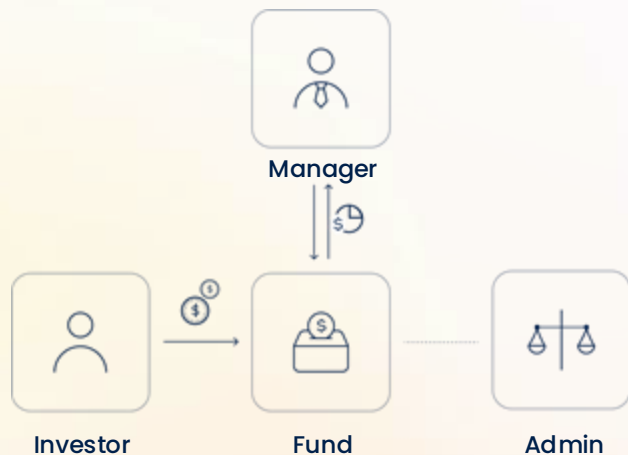 Manager
$
$
$
$
Investor
Fund
Admin